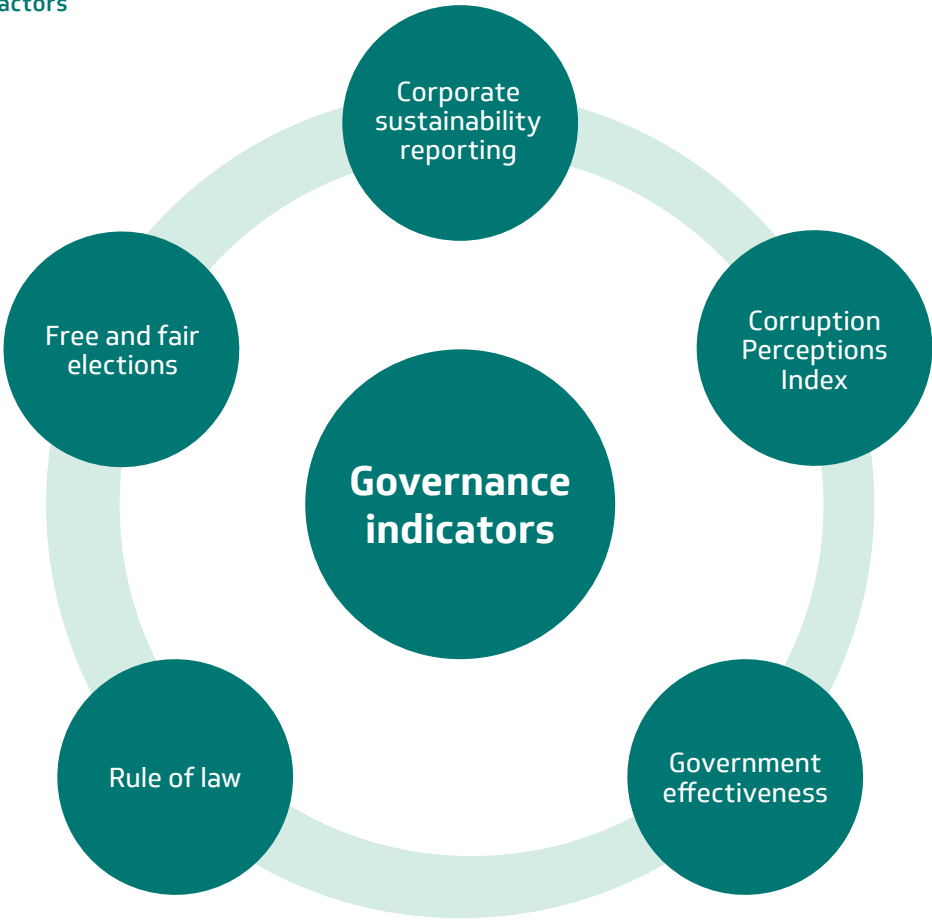 actors
Corporate
sustainability
reporting
Corruption
Perceptions
Index
Free and fair
elections
Governance
indicators
Rule of law
Government
effectiveness